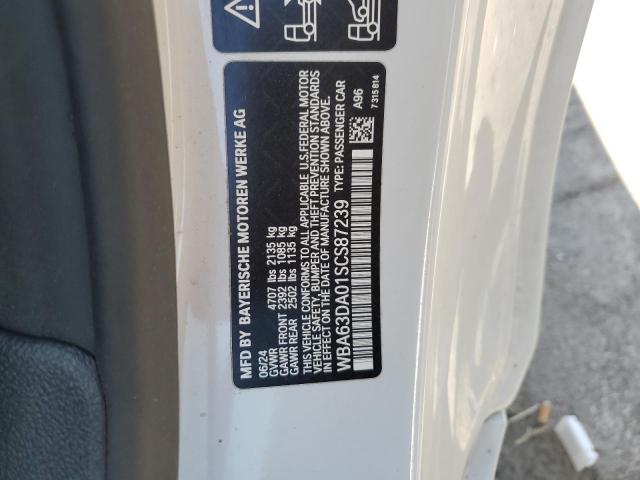 MFD BY BAYERISCHE MOTOREN WERKE AG
06/24
GVWR 4707 lbs 2135 kg
GAWR FRONT 2392 lbs 1085 kg
GAWR REAR 2502 lbs 1135 kg
THIS VEHICLE CONFORMS TO ALL APPLICABLE U.S.FEDERAL MOTOR
VEHICLE SAFETY, BUMPER AND THEFT PREVENTION STANDARDS
IN EFFECT ON THE DATE OF MANUFACTURE SHOWN ABOVE.
WBA63DA01SCS87239 TYPE: PASSENGER CAR
A96
7315814